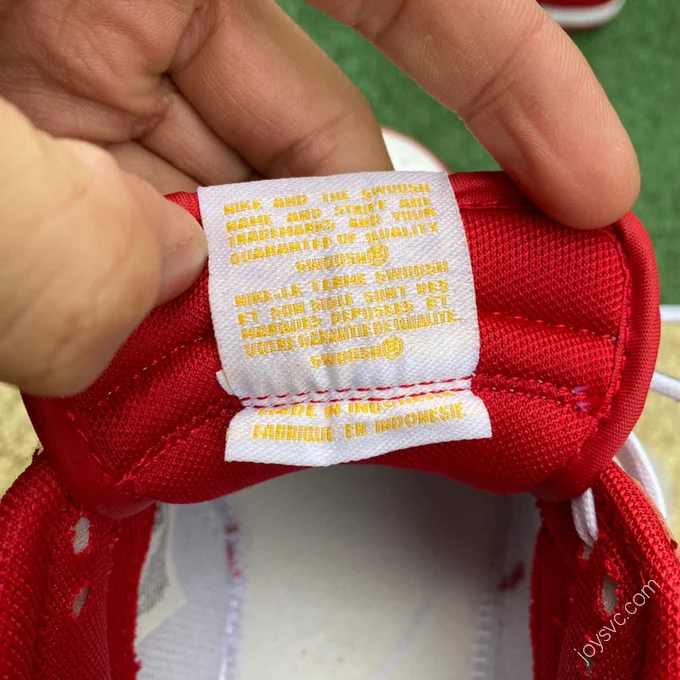 NIKE AND THE SWOOSH
NAME AND STRIPE ARE
TRADEMARKS AND YOUR
GUARANTEE OF QUALITY
SWOOSH®
NIKE-LE TERME SWOOSH
ET SON SIGLE SONT DES
MARQUES DEPOSEES ET
VOTRE GARANTIE DE QUALITE.
SWOOSH®
MADE IN INDONESIA
FABRIQUE EN INDONESIE
joysvc.com